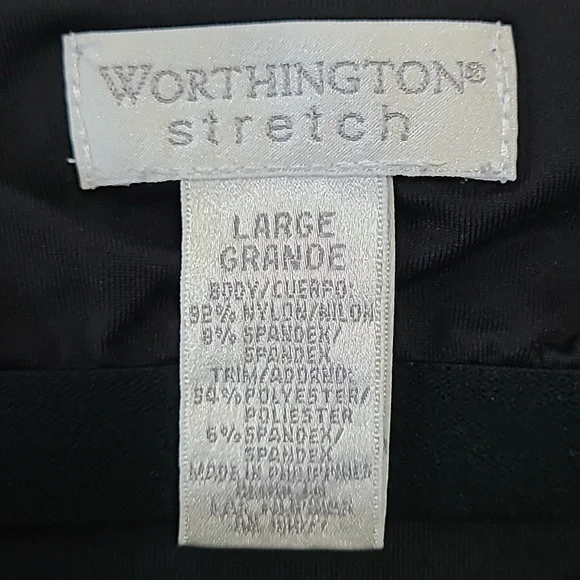 WORTHINGTON®
stretch
LARGE
GRANDE
BODY/CUERPO:
92% NYLON/NILON
8% SPANDEX/
SPANDEX
TRIM/ADORNO:
94% POLYESTER/
POLIESTER
6% SPANDEX/
SPANDEX
MADE IN